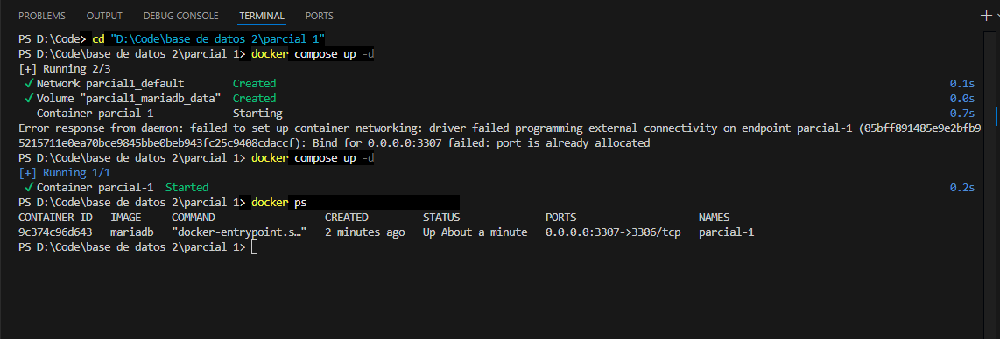 PROBLEMS OUTPUT DEBUG CONSOLE TERMINAL PORTS
PS D:\Code> cd "D:\Code\base de datos 2\parcial 1"
PS D:\Code\base de datos 2\parcial 1> docker compose up -d
[+] Running 2/3
✓ Network parcial1_default Created 0.1s
✓ Volume "parcial1_mariadb_data" Created 0.0s
- Container parcial-1 Starting 0.7s
Error response from daemon: failed to set up container networking: driver failed programming external connectivity on endpoint parcial-1 (05bff891485e9e2bfb9
5215711e0ea70bce9845bbe0beb943fc25c9408cdaccf): Bind for 0.0.0.0:3307 failed: port is already allocated
PS D:\Code\base de datos 2\parcial 1> docker compose up -d
[+] Running 1/1
✓ Container parcial-1 Started 0.2s
PS D:\Code\base de datos 2\parcial 1> docker ps
CONTAINER ID IMAGE COMMAND CREATED STATUS PORTS NAMES
9c374c96d643 mariadb "docker-entrypoint.s…" 2 minutes ago Up About a minute 0.0.0.0:3307->3306/tcp parcial-1
PS D:\Code\base de datos 2\parcial 1>